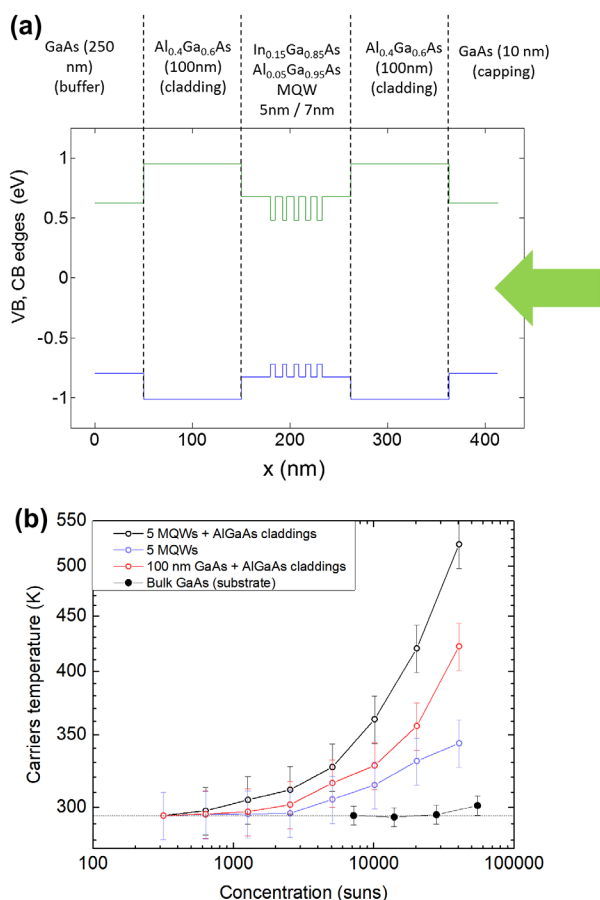 (a)
GaAs (250
nm)
(buffer)
Al0.4Ga0.6As
(100nm)
(cladding)
In0.15Ga0.85As
Al0.05Ga0.95As
MQW
5nm / 7nm
Al0.4Ga0.6As
(100nm)
(cladding)
GaAs (10 nm)
(capping)
VB, CB edges (eV)
1
0.5
0
-0.5
-1
0
100
200
300
400
x (nm)
(b)
Carriers temperature (K)
550
500
450
400
350
300
5 MQWs + AlGaAs claddings
5 MQWs
100 nm GaAs + AlGaAs claddings
Bulk GaAs (substrate)
100
1000
10000
100000
Concentration (suns)